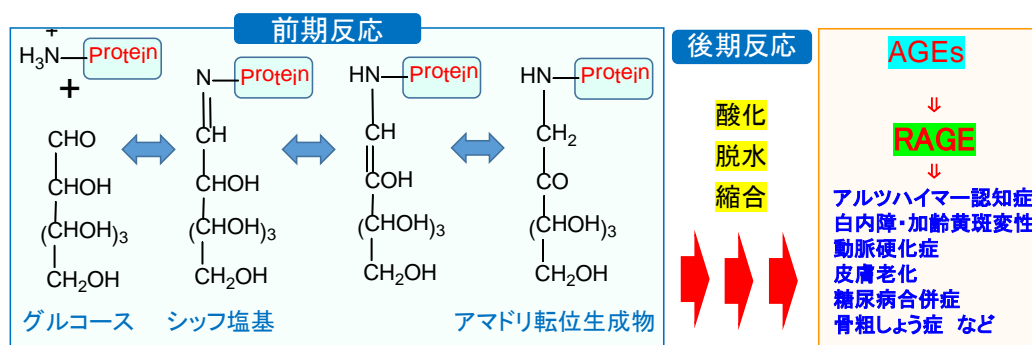 前期反応
+
H3N—Protein
+
CHO
CHOH
(CHOH)3
CH2OH
グルコース
N—Protein
CH
CHOH
(CHOH)3
CH2OH
シッフ塩基
HN—Protein
CH
COH
(CHOH)3
CH2OH
HN—Protein
CH2
CO
(CHOH)3
CH2OH
アマドリ転位生成物
後期反応
酸化
脱水
縮合
AGEs
⇓
RAGE
⇓
アルツハイマー認知症
白内障・加齢黄斑変性
動脈硬化症
皮膚老化
糖尿病合併症
骨粗しょう症 など